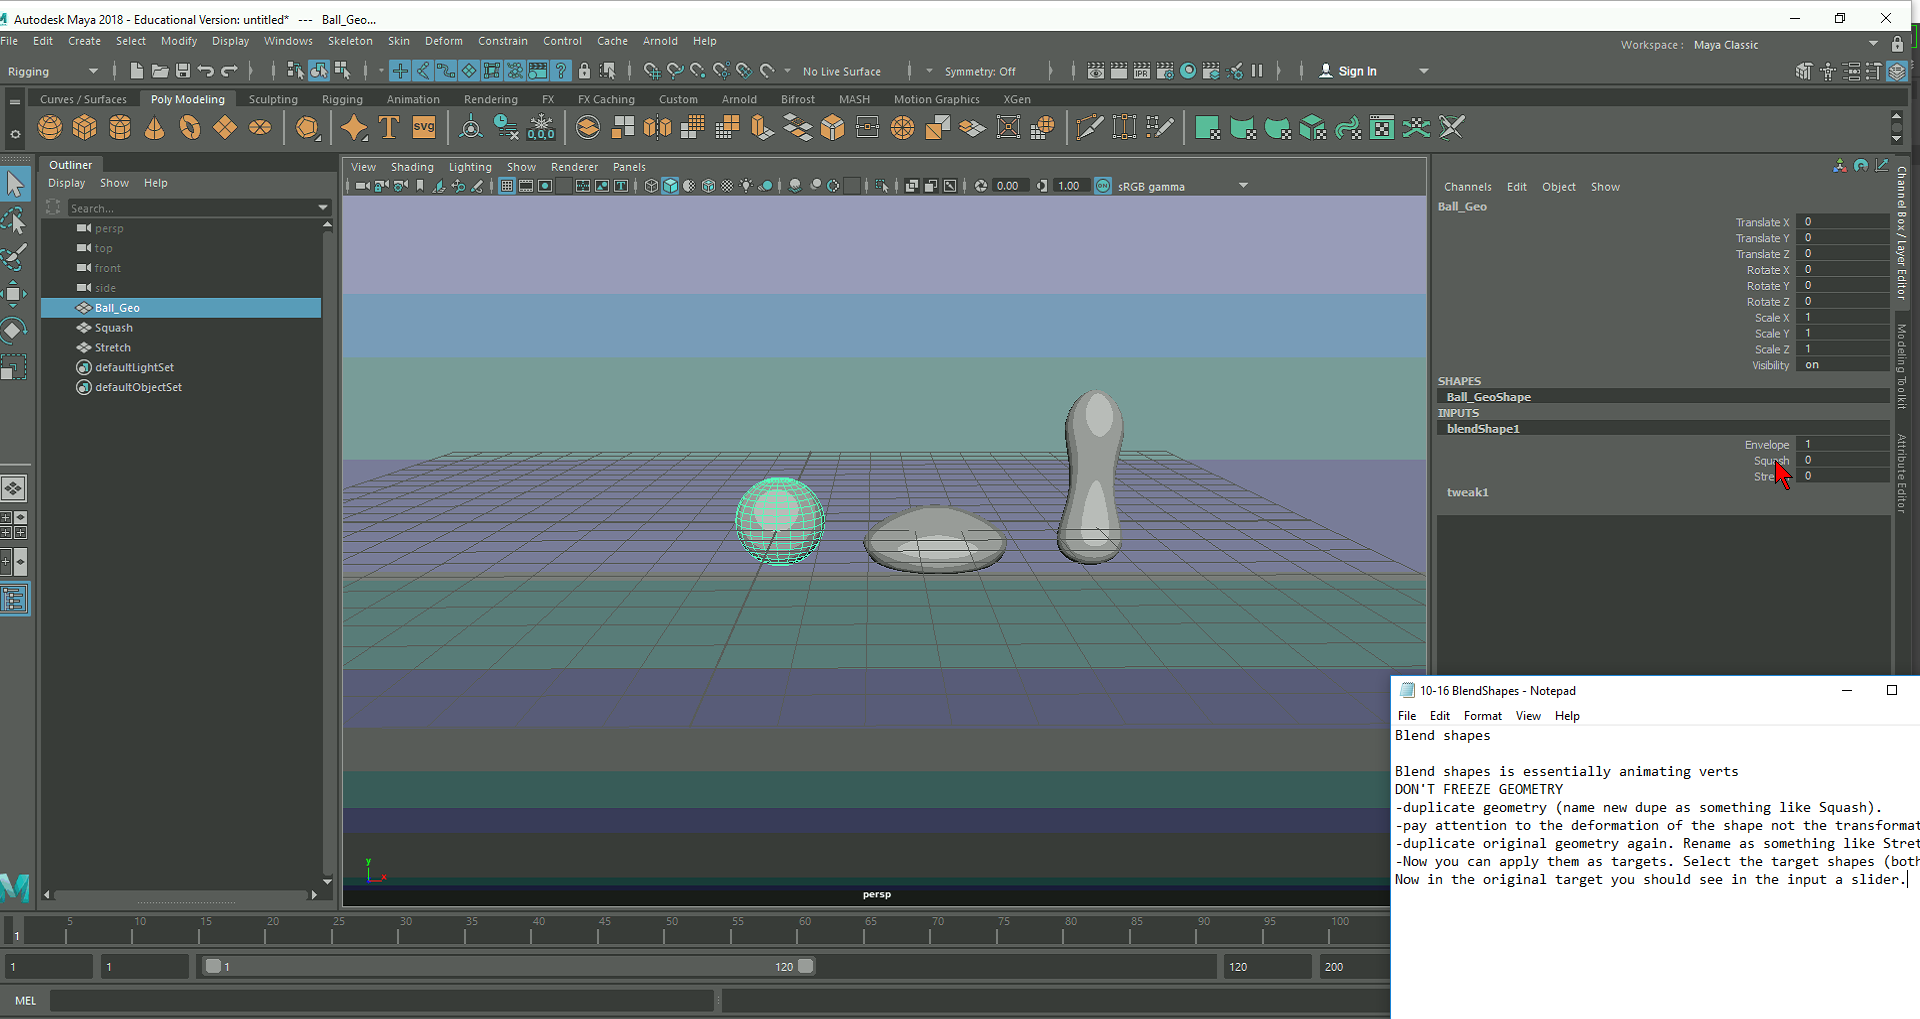 Autodesk Maya 2018 - Educational Version: untitled* --- Ball_Geo...
File Edit Create Select Modify Display Windows Skeleton Skin Deform Constrain Control Cache Arnold Help
Workspace : Maya Classic
Rigging
No Live Surface
Symmetry: Off
IPR
Sign In
Curves / Surfaces Poly Modeling Sculpting Rigging Animation Rendering FX FX Caching Custom Arnold Bifrost MASH Motion Graphics XGen
T
SVG
0,0,0
Outliner
Display Show Help
Search...
persp
top
front
side
Ball_Geo
Squash
Stretch
defaultLightSet
defaultObjectSet
View Shading Lighting Show Renderer Panels
0.00
1.00
ON
sRGB gamma
y
x
persp
Channels Edit Object Show
Ball_Geo
Translate X 0
Translate Y 0
Translate Z 0
Rotate X 0
Rotate Y 0
Rotate Z 0
Scale X 1
Scale Y 1
Scale Z 1
Visibility on
SHAPES
Ball_GeoShape
INPUTS
blendShape1
Envelope 1
Squash 0
Stre 0
tweak1
Channel Box / Layer Editor
Modeling Toolkit
Attribute Editor
10-16 BlendShapes - Notepad
File Edit Format View Help
Blend shapes
Blend shapes is essentially animating verts
DON'T FREEZE GEOMETRY
-duplicate geometry (name new dupe as something like Squash).
-pay attention to the deformation of the shape not the transformat
-duplicate original geometry again. Rename as something like Stret
-Now you can apply them as targets. Select the target shapes (both
Now in the original target you should see in the input a slider.
1 5 10 15 20 25 30 35 40 45 50 55 60 65 70 75 80 85 90 95 100
1 1 1 120 120 200
MEL